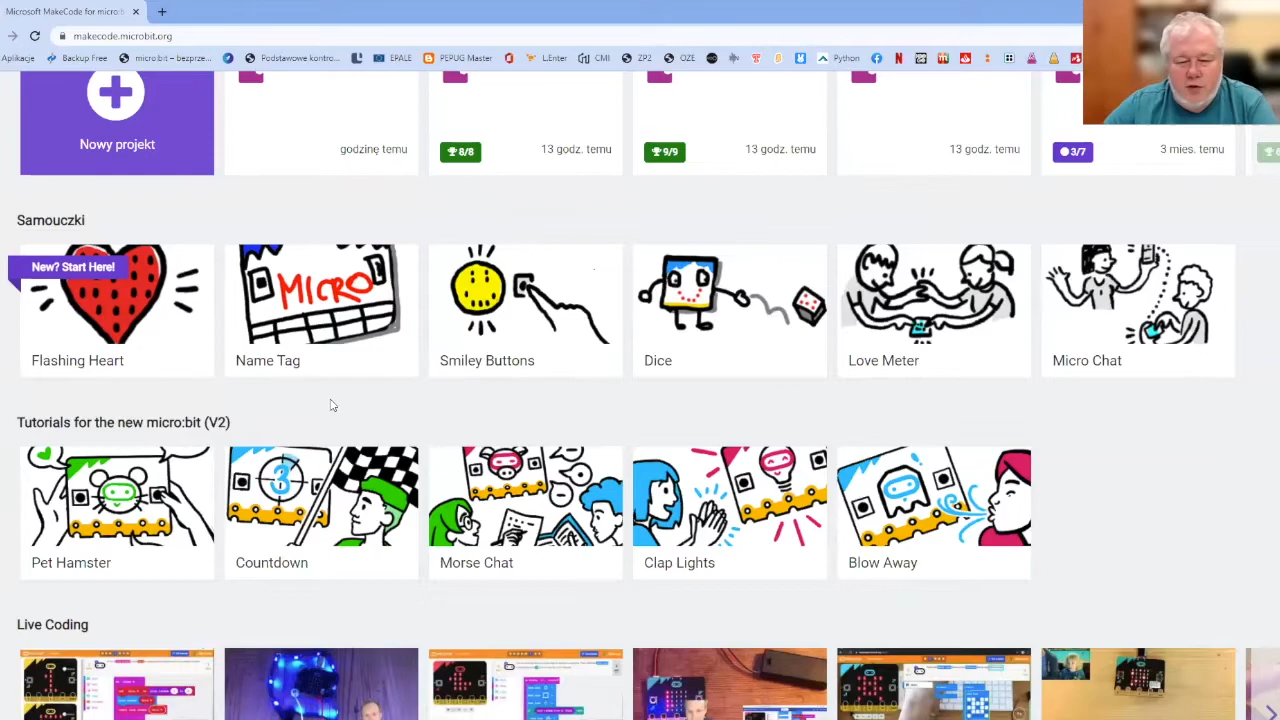 Microsoft MakeCode for micro:b
makecode.microbit.org
Aplikacje
Backup Free
micro:bit – bezprze...
Podstawowe kontro...
EPALE
PEPUG Master
LEnter
CMI
ZP2
OZE
Python
Nowy projekt
godzinę temu
8/8
13 godz. temu
9/9
13 godz. temu
13 godz. temu
3/7
3 mies. temu
Samouczki
New? Start Here!
MICRO
Flashing Heart
Name Tag
Smiley Buttons
Dice
Love Meter
Micro Chat
Tutorials for the new micro:bit (V2)
3
Pet Hamster
Countdown
Morse Chat
Clap Lights
Blow Away
Live Coding